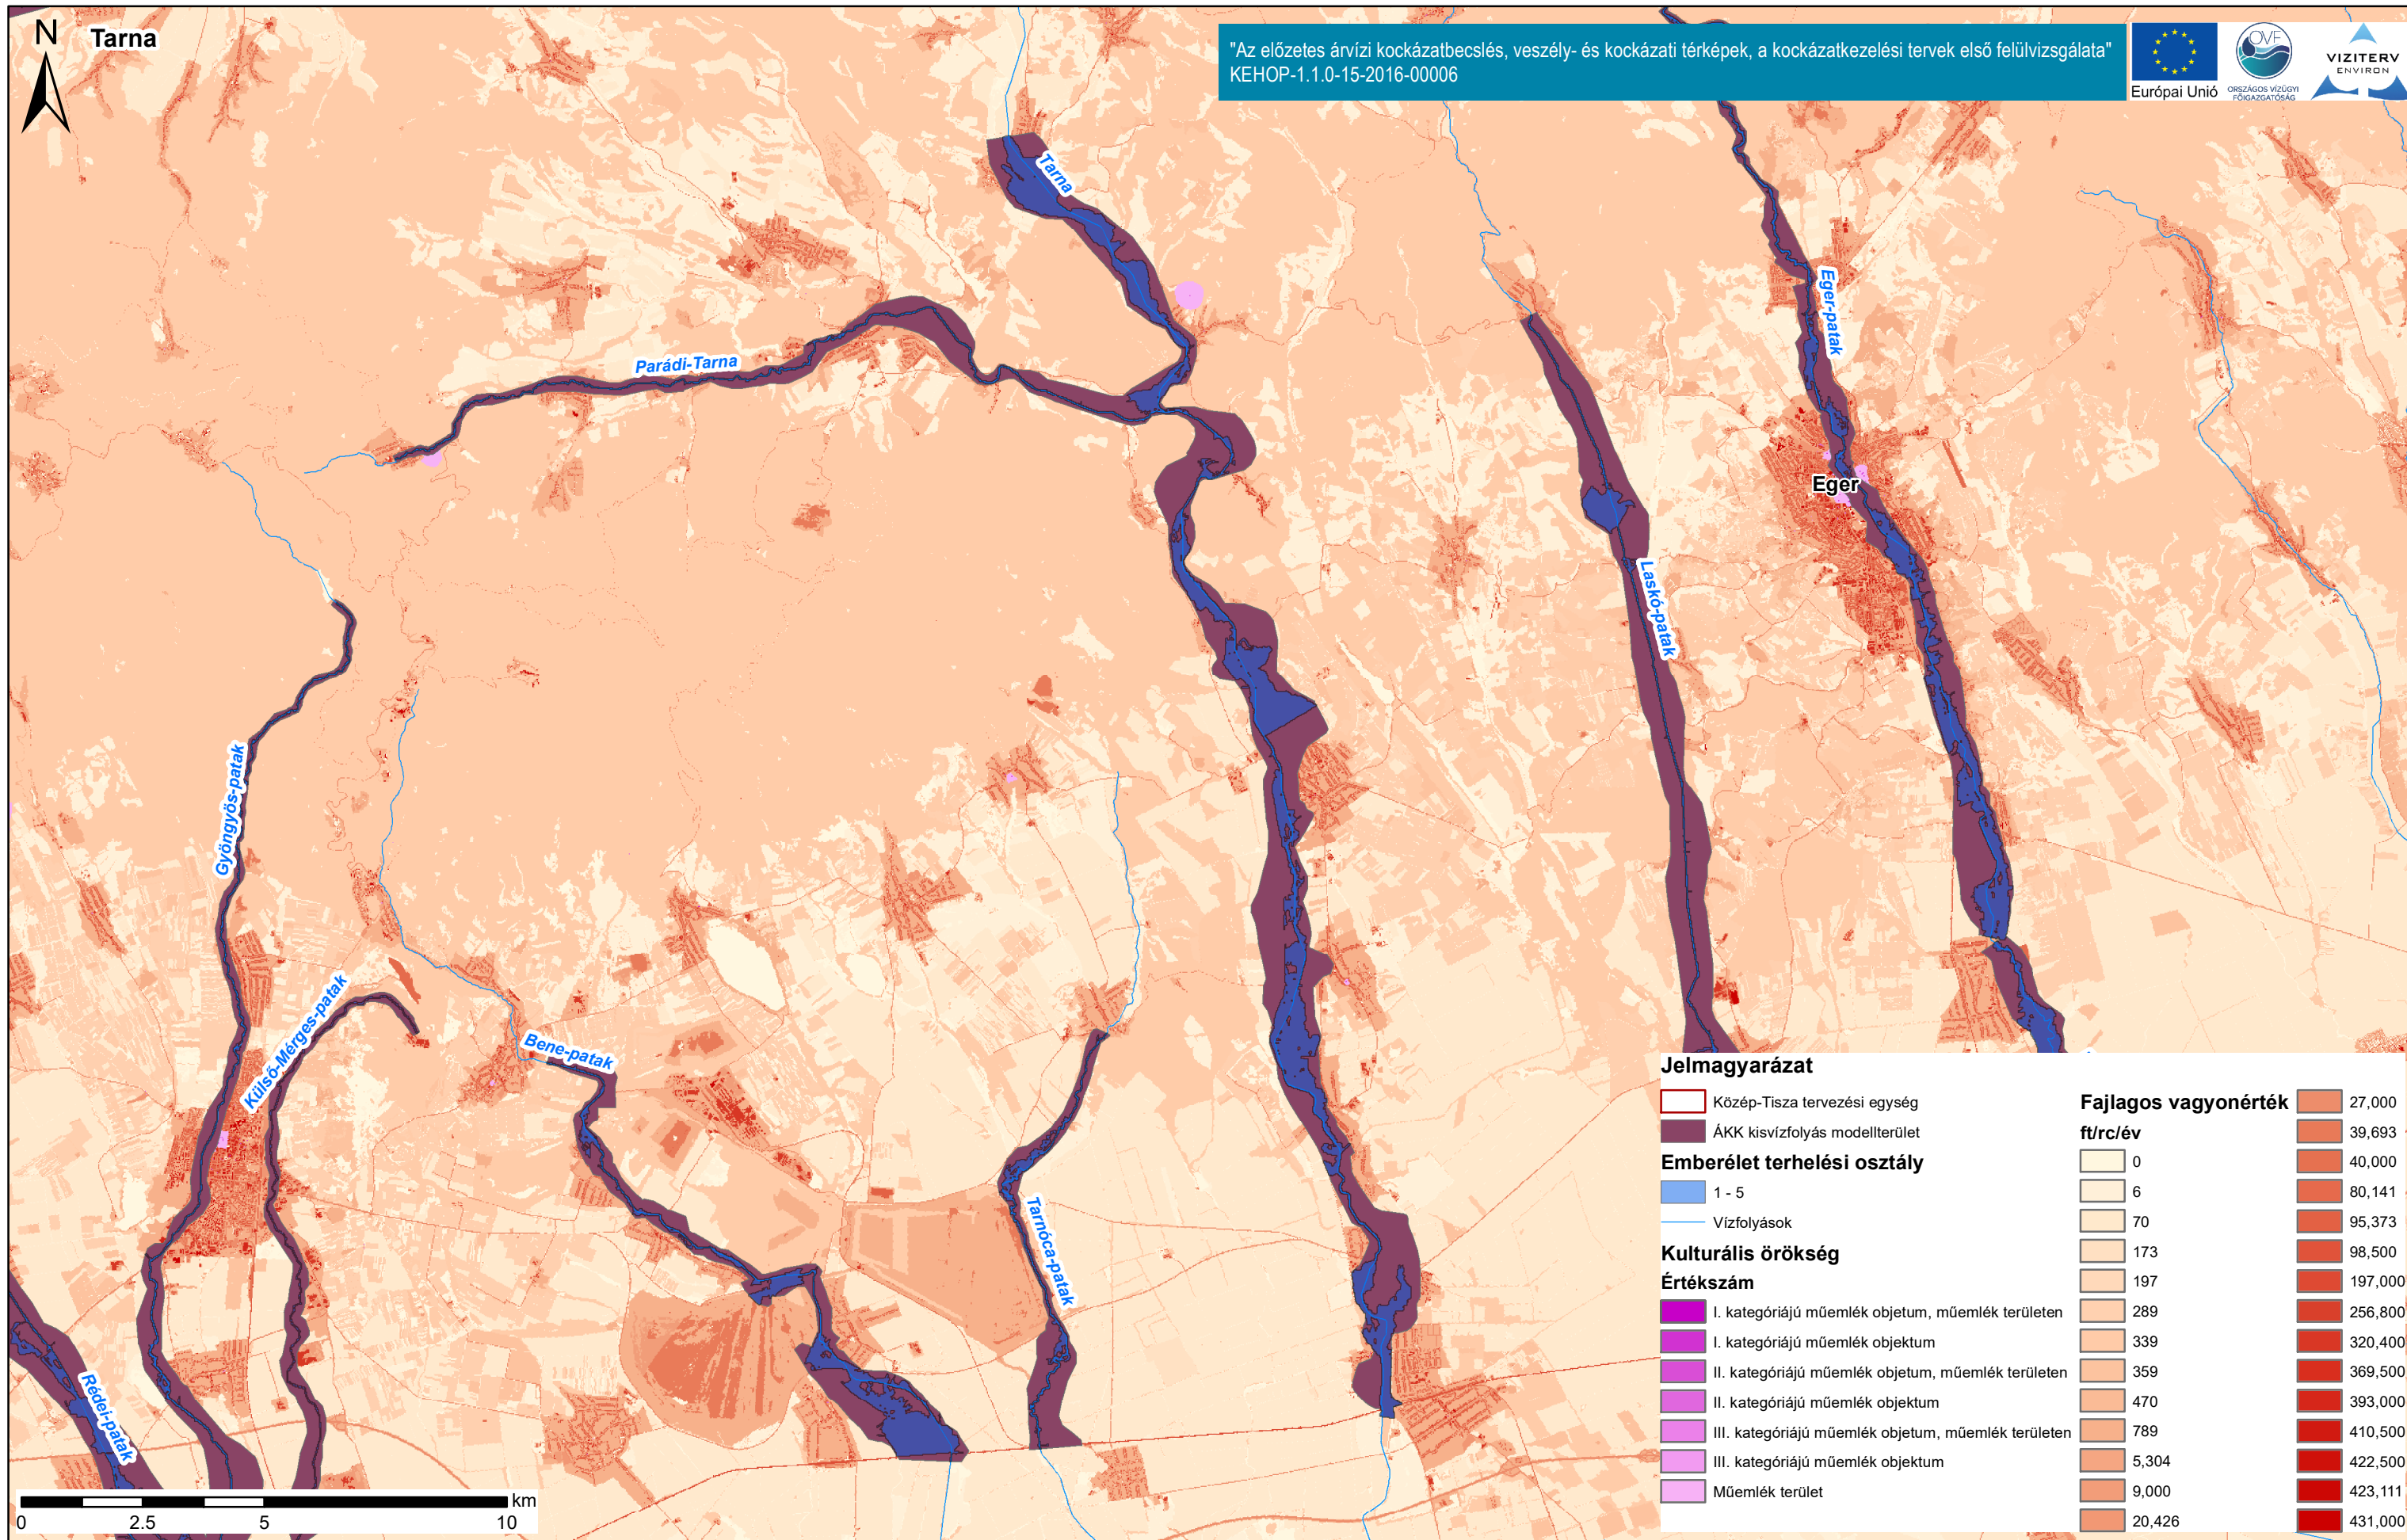 N
Tarna
"Az előzetes árvízi kockázatbecslés, veszély- és kockázati térképek, a kockázatkezelési tervek első felülvizsgálata"
KEHOP-1.1.0-15-2016-00006
Európai Unió
OVF
ORSZÁGOS VÍZÜGYI
FŐIGAZGATÓSÁG
VIZITERV
ENVIRON
Tarna
Eger-patak
Parádi-Tarna
Eger
Laskó-patak
Gyöngyös-patak
Külső-Mérges-patak
Bene-patak
Tarnóca-patak
Rédei-patak
km
0
2.5
5
10
Jelmagyarázat
Közép-Tisza tervezési egység
ÁKK kisvízfolyás modellterület
Emberélet terhelési osztály
1 - 5
Vízfolyások
Kulturális örökség
Értékszám
I. kategóriájú műemlék objetum, műemlék területen
I. kategóriájú műemlék objektum
II. kategóriájú műemlék objetum, műemlék területen
II. kategóriájú műemlék objektum
III. kategóriájú műemlék objetum, műemlék területen
III. kategóriájú műemlék objektum
Műemlék terület
Fajlagos vagyonérték
ft/rc/év
0
6
70
173
197
289
339
359
470
789
5,304
9,000
20,426
27,000
39,693
40,000
80,141
95,373
98,500
197,000
256,800
320,400
369,500
393,000
410,500
422,500
423,111
431,000